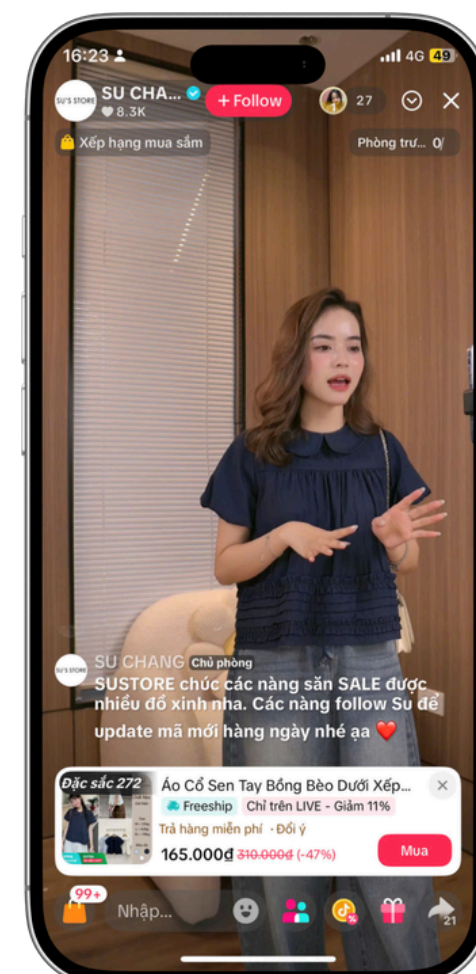 16:23
4G 49
SU'S STORE
SU CHA...
8.3K
+ Follow
27
Xếp hạng mua sắm
Phòng trư... 0/
SU'S STORE
SU CHANG Chủ phòng
SUSTORE chúc các nàng săn SALE được
nhiều đồ xinh nha. Các nàng follow Su để
update mã mới hàng ngày nhé ạa ❤️
Đặc sắc 272
Áo Cổ Sen Tay Bồng Bèo Dưới Xếp...
Freeship Chỉ trên LIVE - Giảm 11%
Trả hàng miễn phí · Đổi ý
165.000₫ 310.000₫ (-47%)
Mua
99+
Nhập...
21